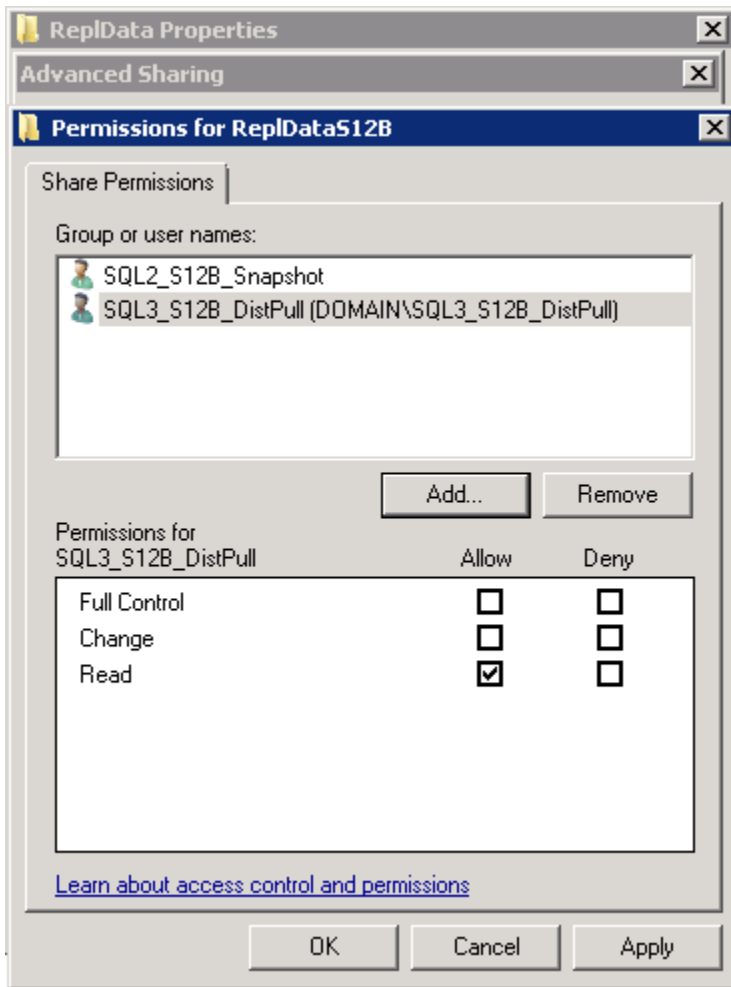 ReplData Properties
Advanced Sharing
Permissions for ReplDataS12B
Share Permissions
Group or user names:
SQL2_S12B_Snapshot
SQL3_S12B_DistPull (DOMAIN\SQL3_S12B_DistPull)
Add... Remove
Permissions for
SQL3_S12B_DistPull Allow Deny
Full Control
Change
Read
Learn about access control and permissions
OK Cancel Apply